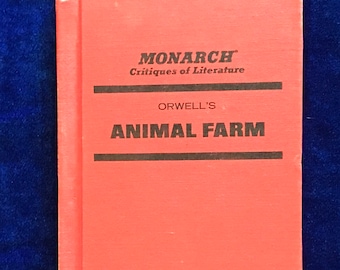 MONARCH
Critiques of Literature
ORWELL'S
ANIMAL FARM